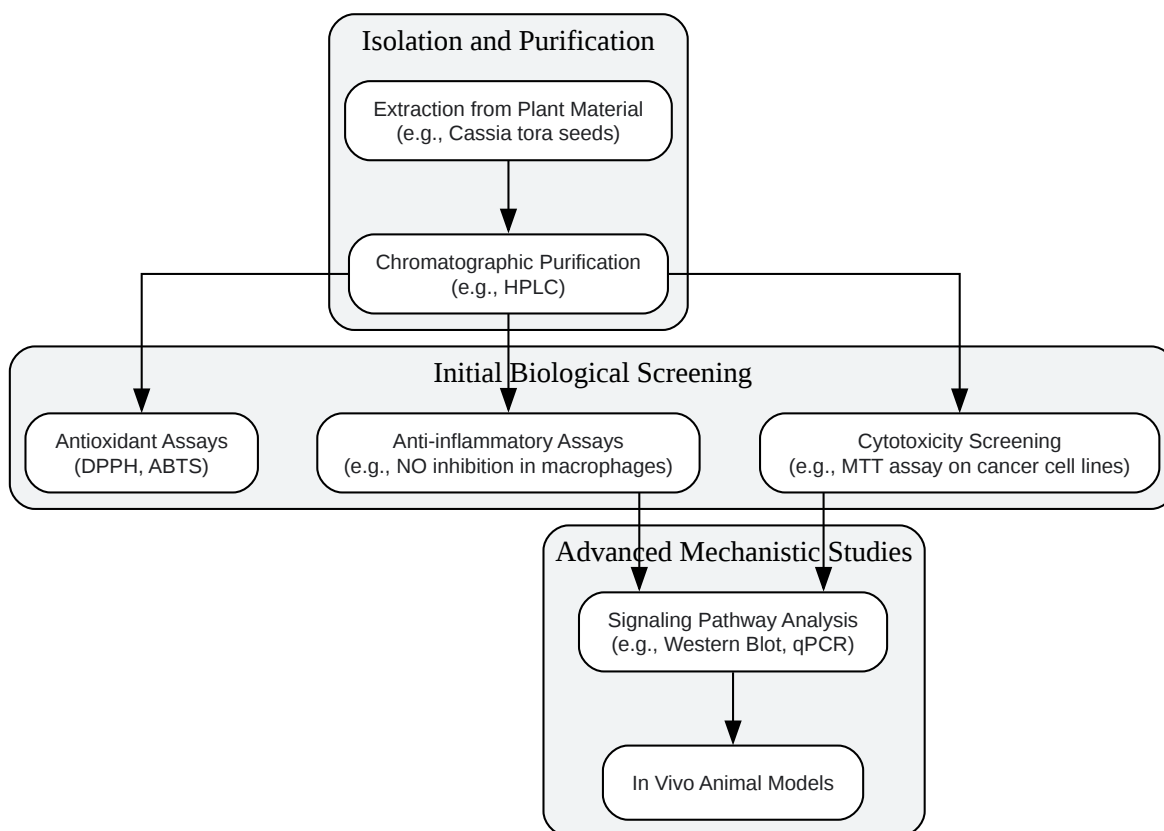 Isolation and Purification
Extraction from Plant Material
(e.g., Cassia tora seeds)
Chromatographic Purification
(e.g., HPLC)
Initial Biological Screening
Antioxidant Assays
(DPPH, ABTS)
Anti-inflammatory Assays
(e.g., NO inhibition in macrophages)
Cytotoxicity Screening
(e.g., MTT assay on cancer cell lines)
Advanced Mechanistic Studies
Signaling Pathway Analysis
(e.g., Western Blot, qPCR)
In Vivo Animal Models